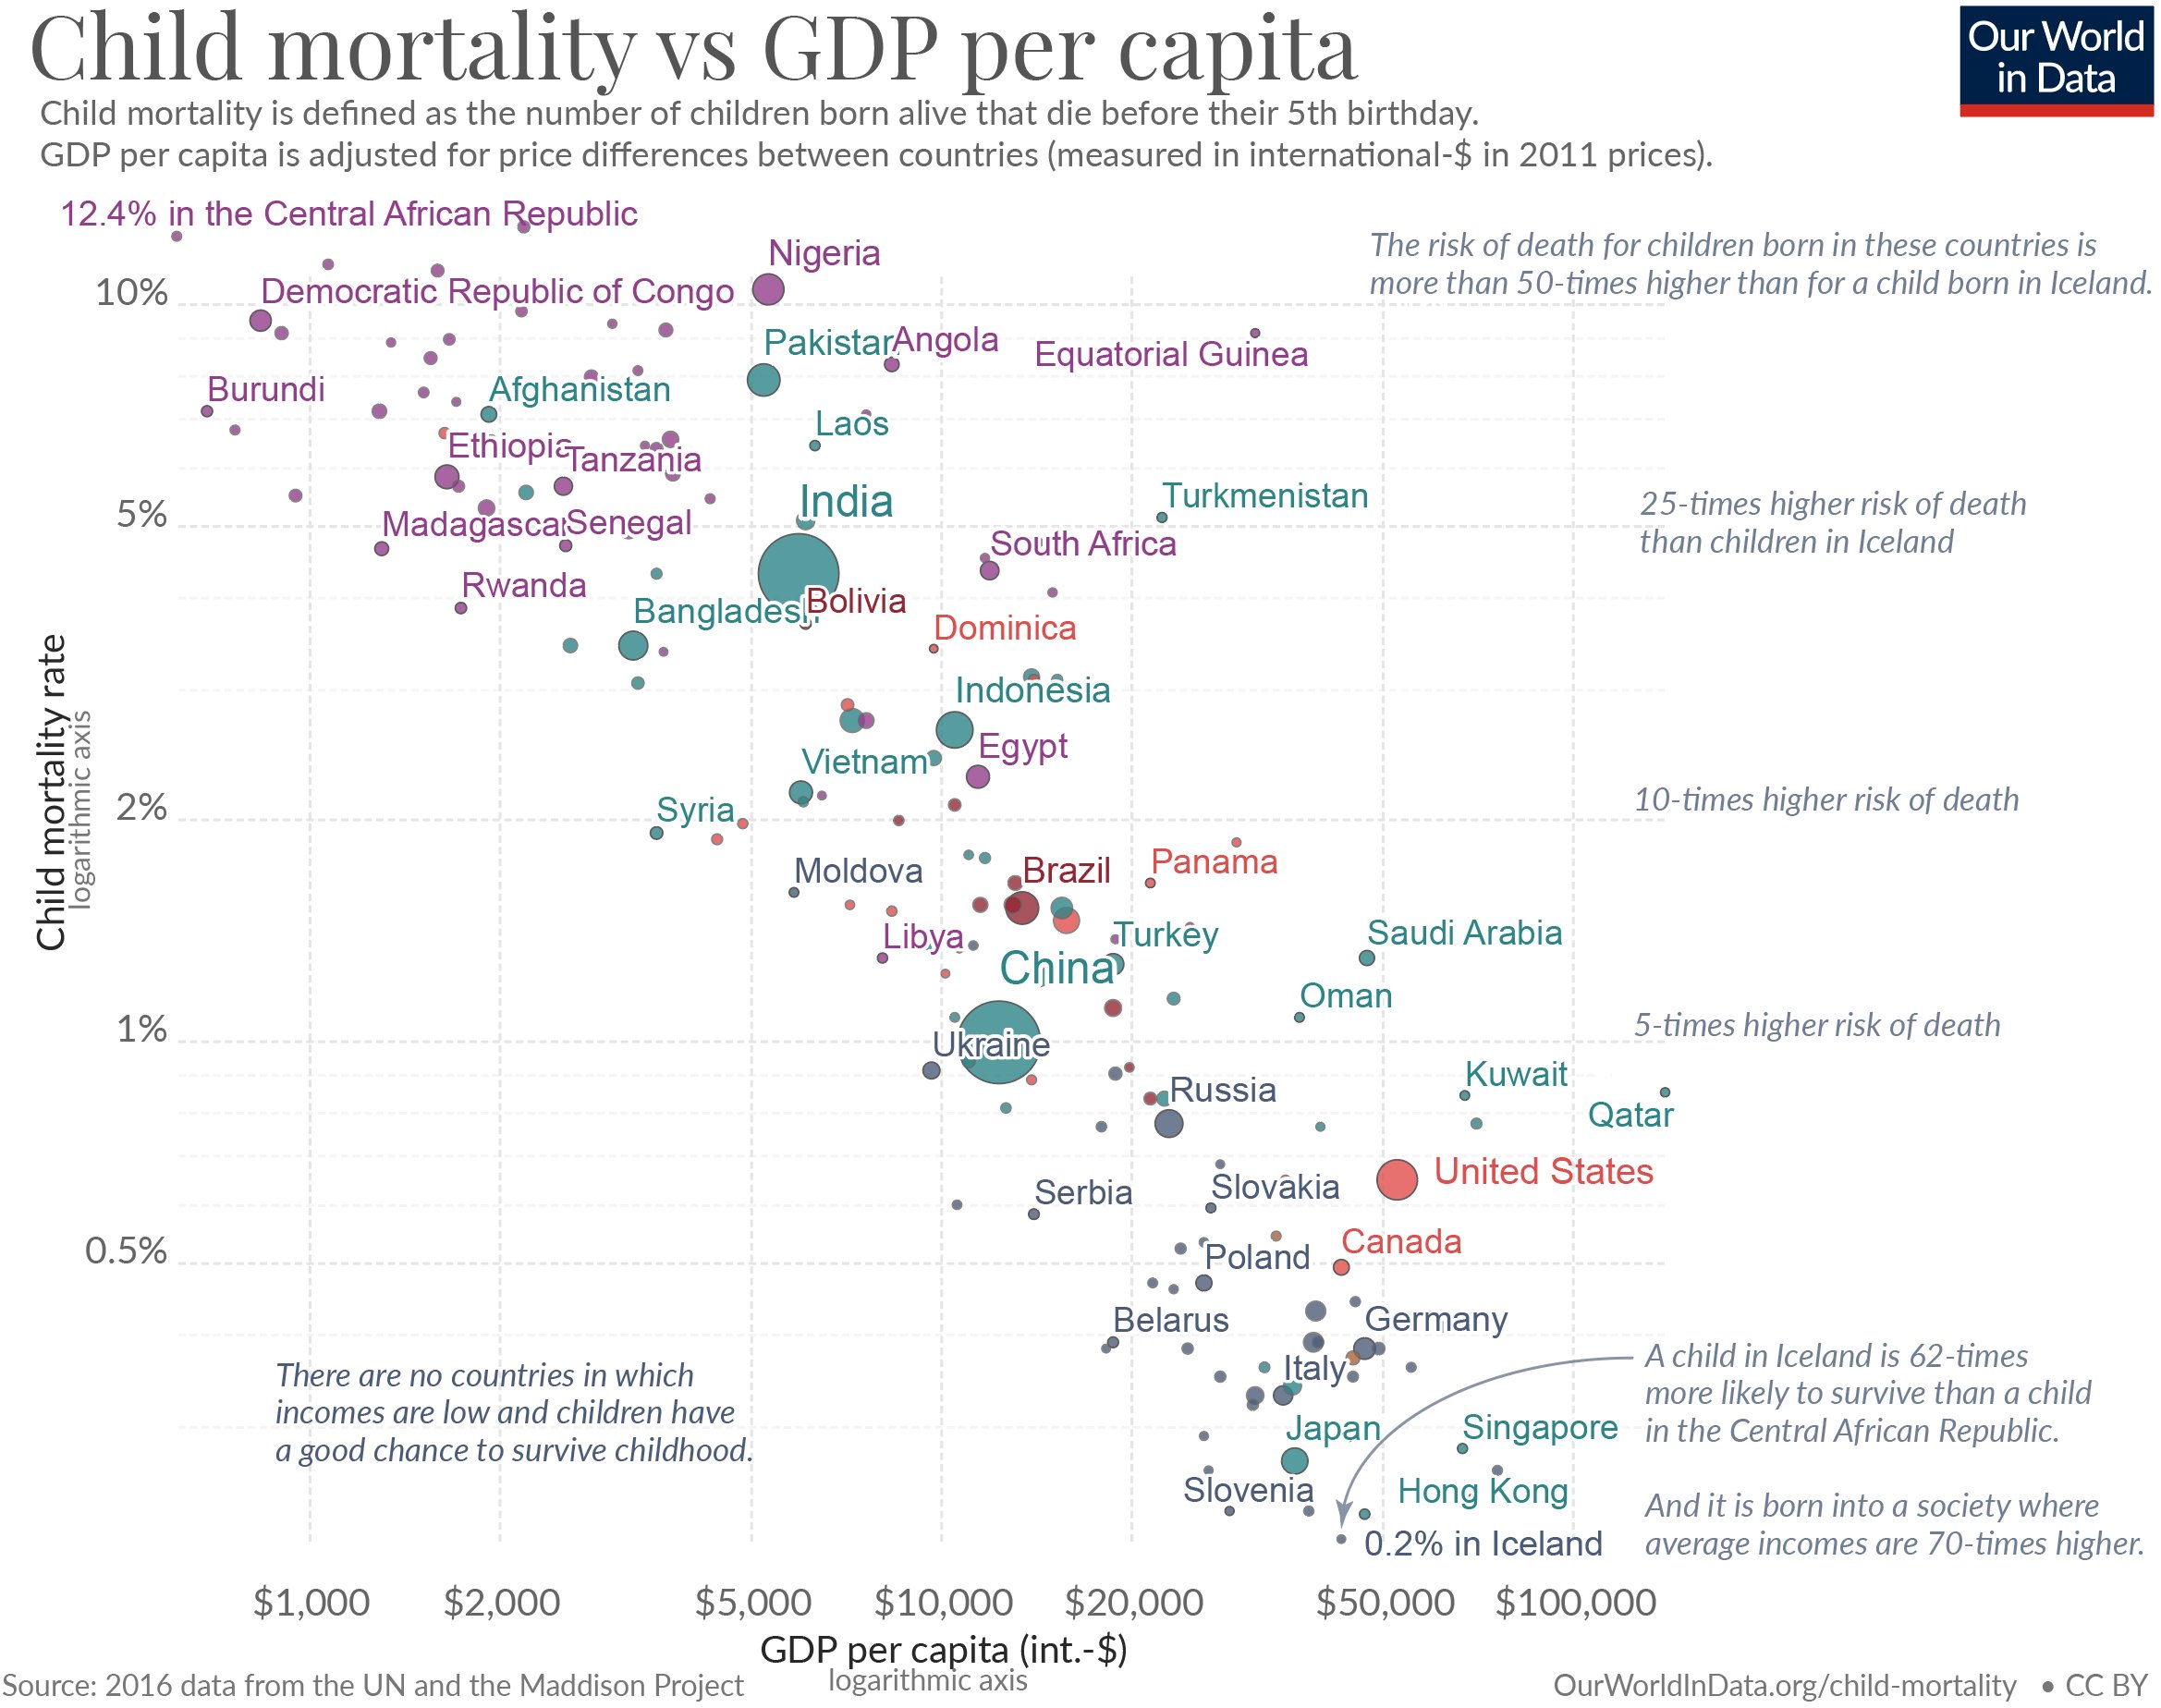 Child mortality vs GDP per capita
Our World
in Data
Child mortality is defined as the number of children born alive that die before their 5th birthday.
GDP per capita is adjusted for price differences between countries (measured in international-$ in 2011 prices).
12.4% in the Central African Republic
Nigeria
The risk of death for children born in these countries is
more than 50-times higher than for a child born in Iceland.
10%
Democratic Republic of Congo
Pakistan
Angola
Equatorial Guinea
Burundi
Afghanistan
Laos
Ethiopia
Tanzania
India
Turkmenistan
25-times higher risk of death
than children in Iceland
5%
Madagascar
Senegal
South Africa
Rwanda
Bangladesh
Bolivia
Dominica
Indonesia
Egypt
Vietnam
Syria
2%
10-times higher risk of death
Child mortality rate
logarithmic axis
Moldova
Brazil
Panama
Libya
Turkey
Saudi Arabia
China
Oman
1%
Ukraine
5-times higher risk of death
Russia
Kuwait
Qatar
United States
Serbia
Slovakia
0.5%
Canada
Poland
Belarus
Germany
There are no countries in which
incomes are low and children have
a good chance to survive childhood.
Italy
A child in Iceland is 62-times
more likely to survive than a child
in the Central African Republic.
Japan
Singapore
Slovenia
Hong Kong
And it is born into a society where
average incomes are 70-times higher.
0.2% in Iceland
$1,000
$2,000
$5,000
$10,000
$20,000
$50,000
$100,000
GDP per capita (int.-$)
logarithmic axis
Source: 2016 data from the UN and the Maddison Project
OurWorldInData.org/child-mortality • CC BY